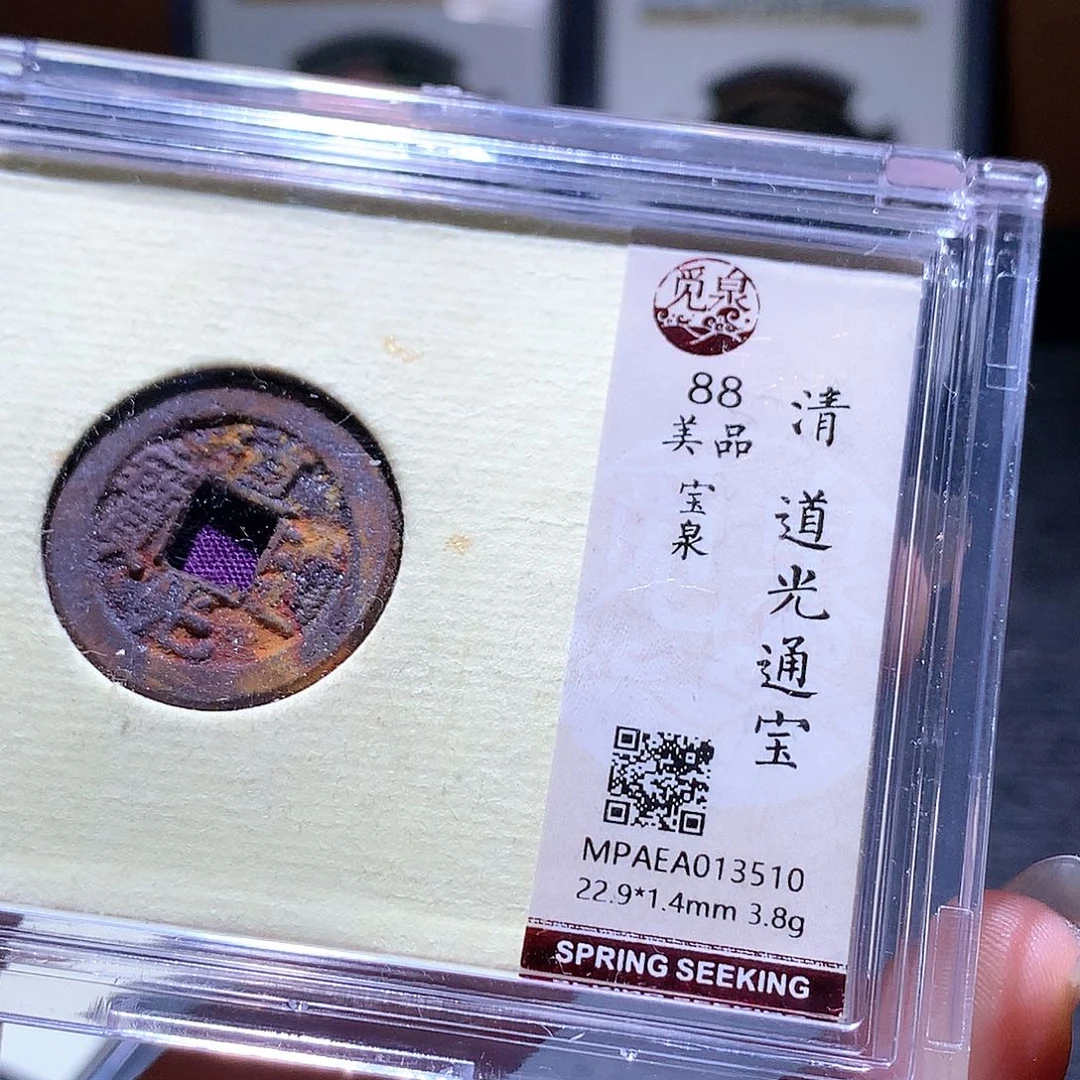 觅泉
88
美品
宝泉
清 道光通宝
MPAEA013510
22.9*1.4mm 3.8g
SPRING SEEKING